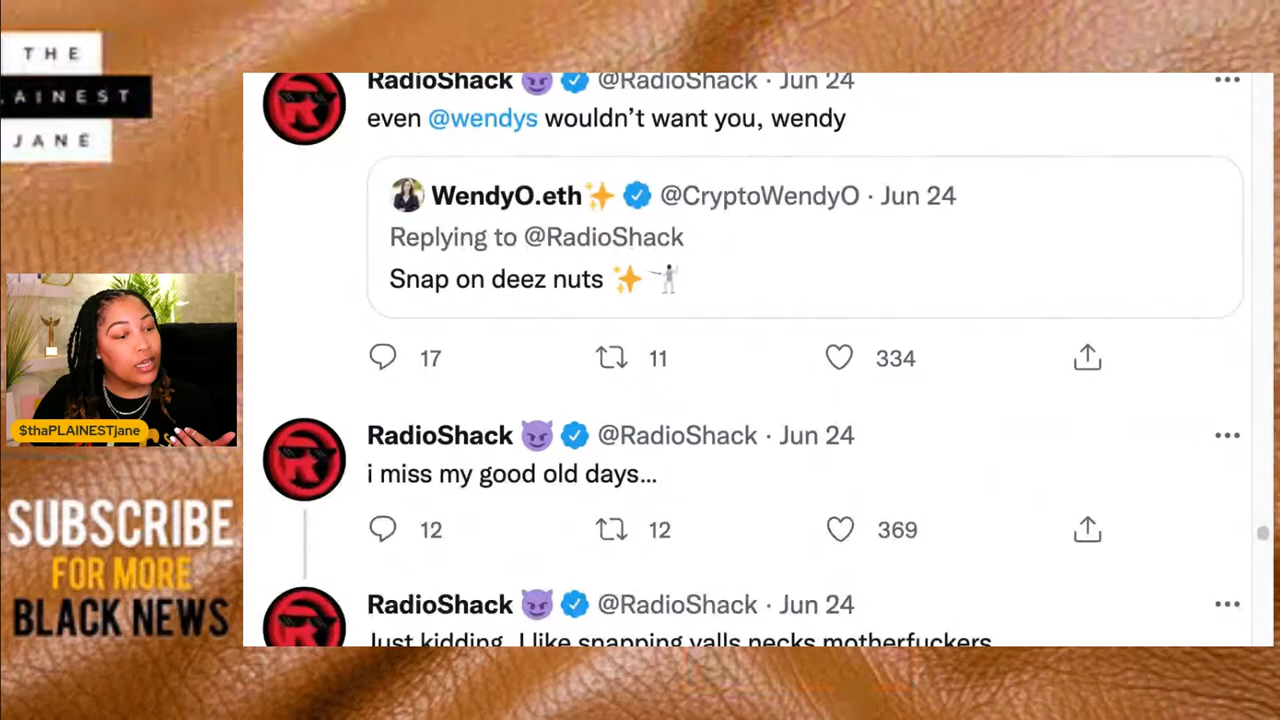 THE
LAINEST
JANE
RadioShack 😈 @RadioShack · Jun 24
even @wendys wouldn’t want you, wendy
WendyO.eth✨ @CryptoWendyO · Jun 24
Replying to @RadioShack
Snap on deez nuts ✨🤺
17 11 334
RadioShack 😈 @RadioShack · Jun 24
i miss my good old days...
12 12 369
RadioShack 😈 @RadioShack · Jun 24
Just kidding. I like snapping yalls necks motherfuckers
$thaPLAINESTjane
SUBSCRIBE
FOR MORE
BLACK NEWS